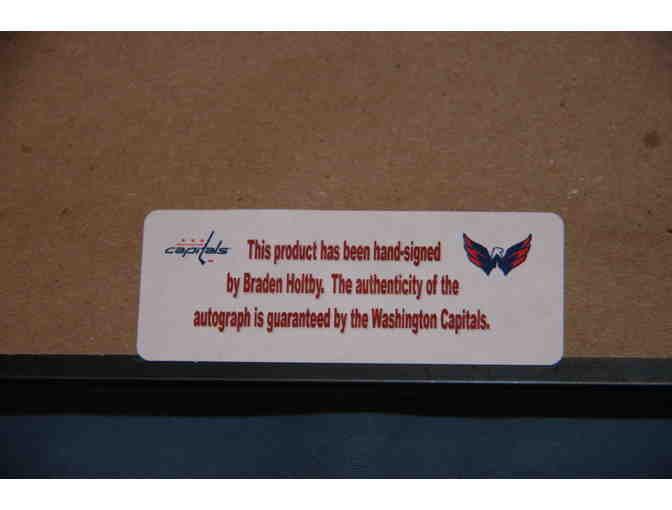 capitals
This product has been hand-signed
by Braden Holtby.  The authenticity of the
autograph is guaranteed by the Washington Capitals.